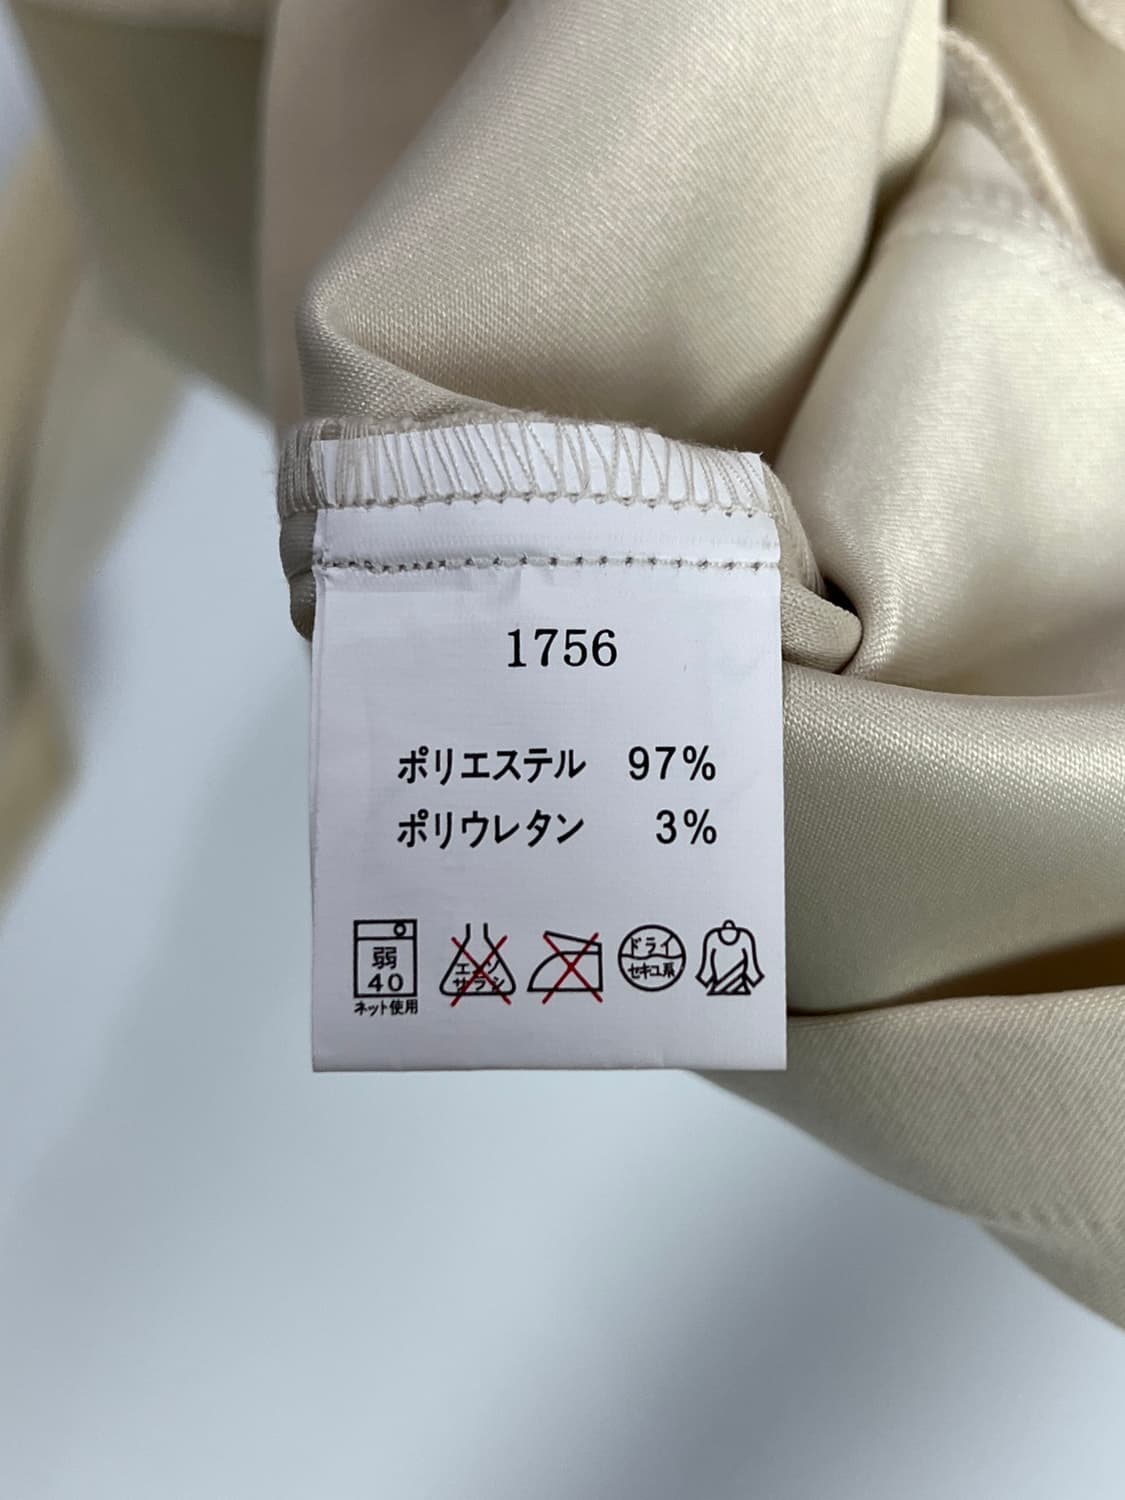 1756
ポリエステル 97%
ポリウレタン 3%
弱
40
ネット使用
エンソ
サラシ
ドライ
セキユ系